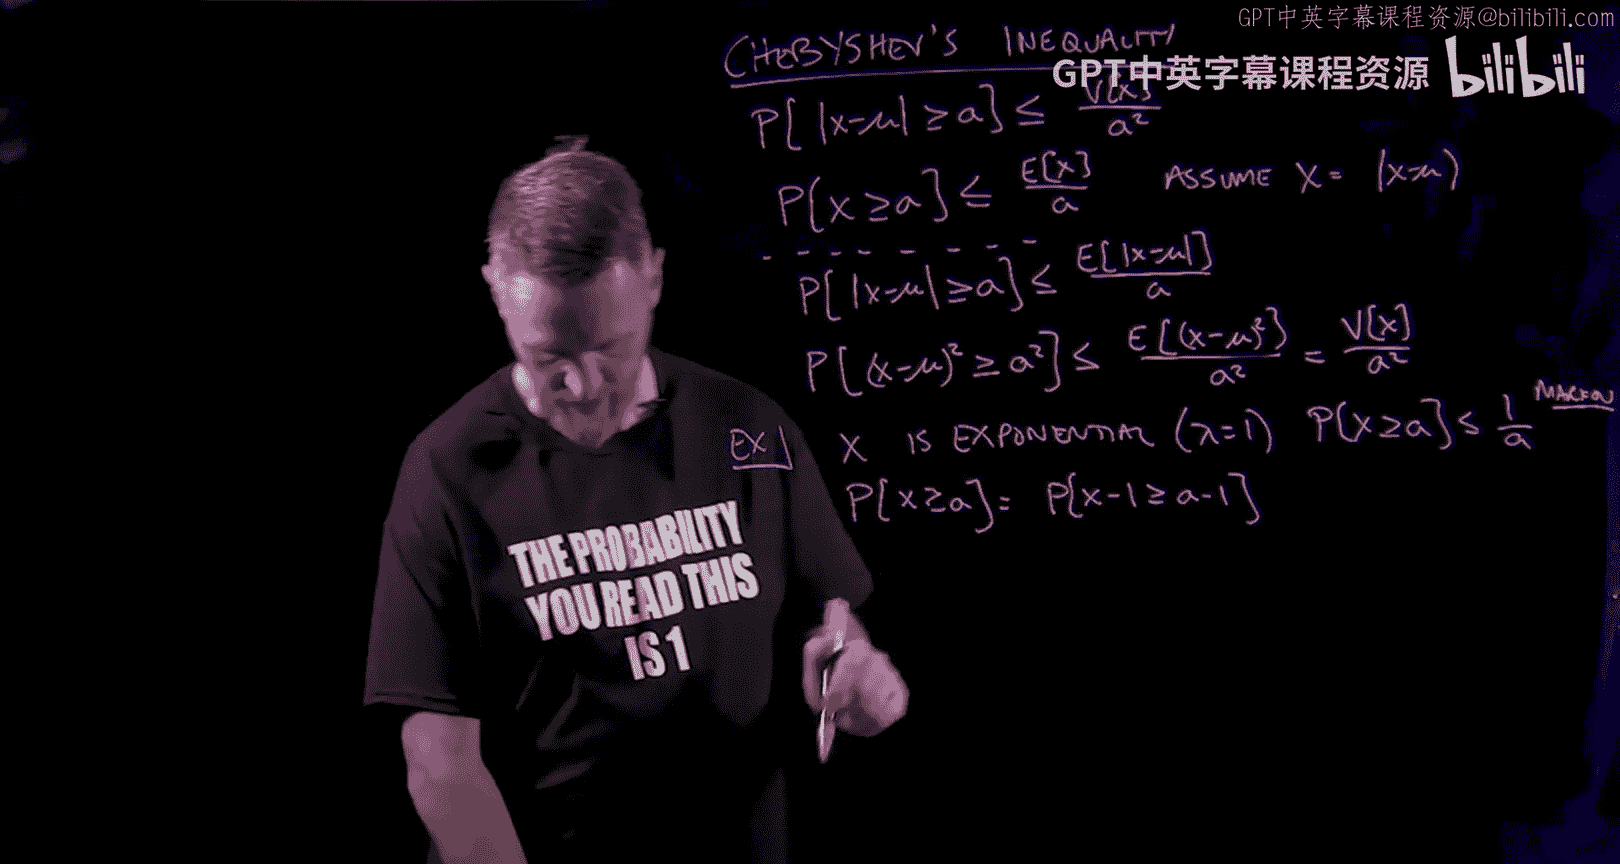 GPT中英字幕课程资源@bilibili.com
CHEBYSHEV'S INEQUALITY
GPT中英字幕课程资源 bilibili
P[|x-μ| ≥ a] ≤ V[x]/a²
P[x ≥ a] ≤ E[x]/a ASSUME X = |x-μ|
P[|x-μ| ≥ a] ≤ E[|x-μ|]/a
P[(x-μ)² ≥ a²] ≤ E[(x-μ)²]/a² = V[x]/a²
MARKOV
EX X IS EXPONENTIAL (λ=1) P[x ≥ a] ≤ 1/a
P[x ≥ a] = P[x-1 ≥ a-1]
THE PROBABILITY
YOU READ THIS
IS 1